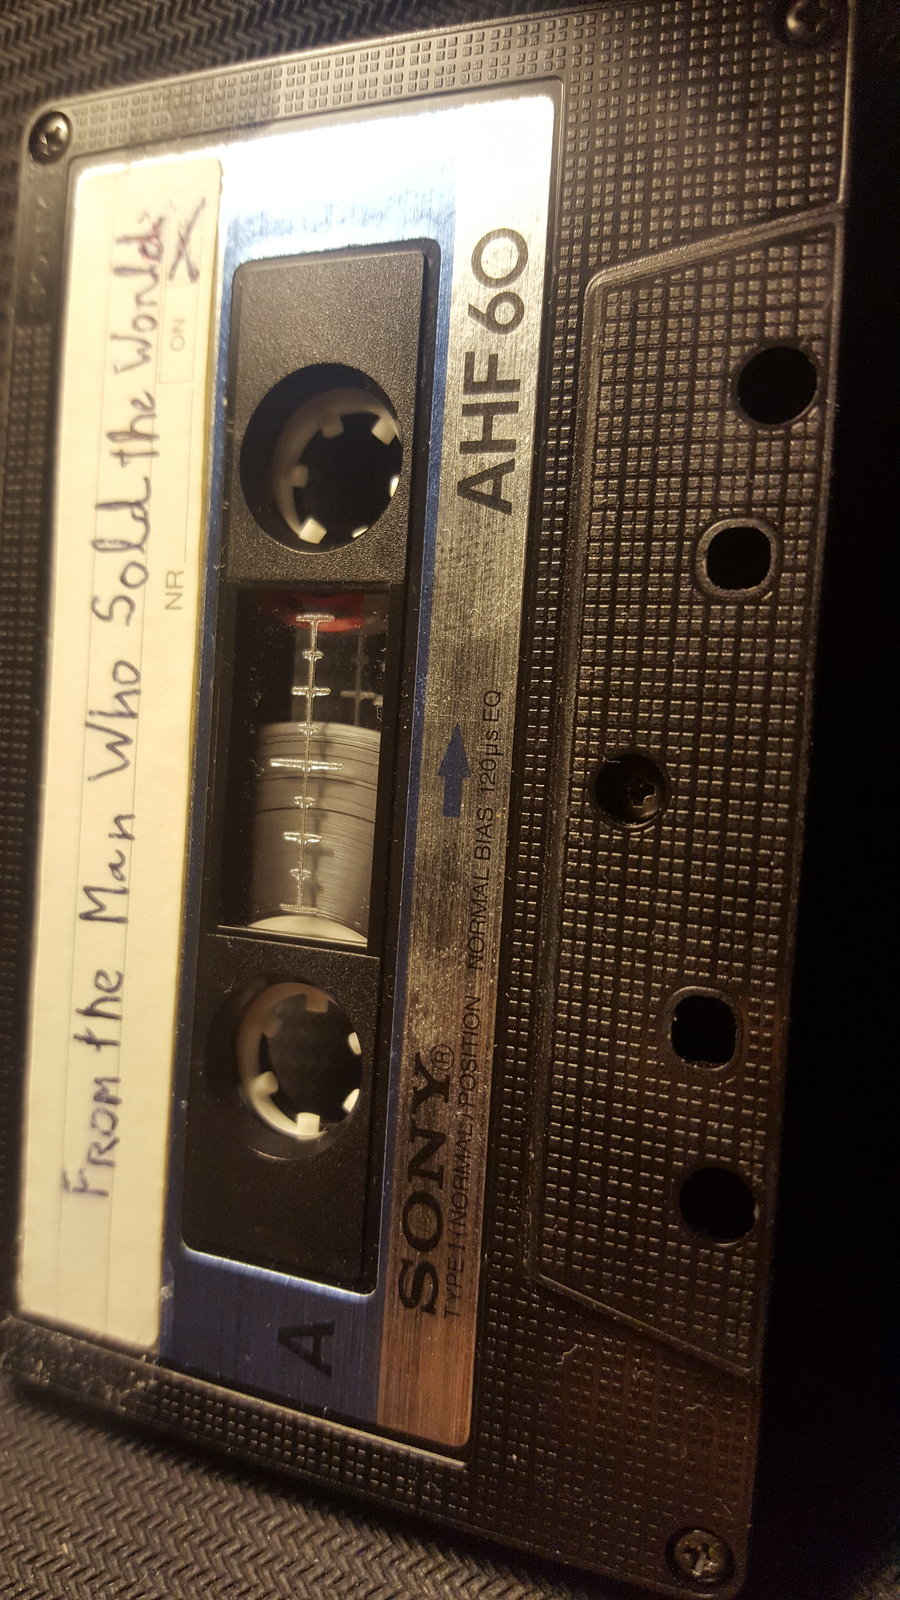 From the Man Who Sold the World:
X
NR ON
A
SONY® AHF 60
TYPE I (NORMAL) POSITION · NORMAL BIAS 120μs EQ